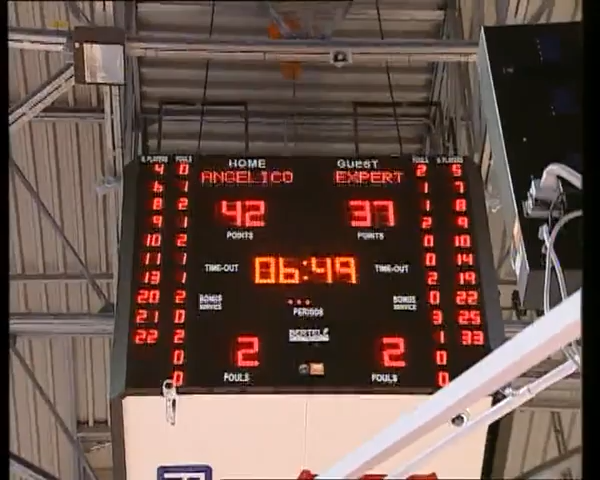 N.PLAYERS FOULS HOME GUEST FOULS N.PLAYERS
4 0 ANGELICO EXPERT 2 5
6 1 1 7
8 2 1 8
9 1 42 37 2 9
10 2 POINTS POINTS 0 10
11 1 0 14
13 1 TIME-OUT 06:49 TIME-OUT 2 19
20 2 BONUS SERVICE BONUS SERVICE 0 22
21 0 PERIODS 3 25
22 2 1 33
0 2 2 0
0 FOULS FOULS 0